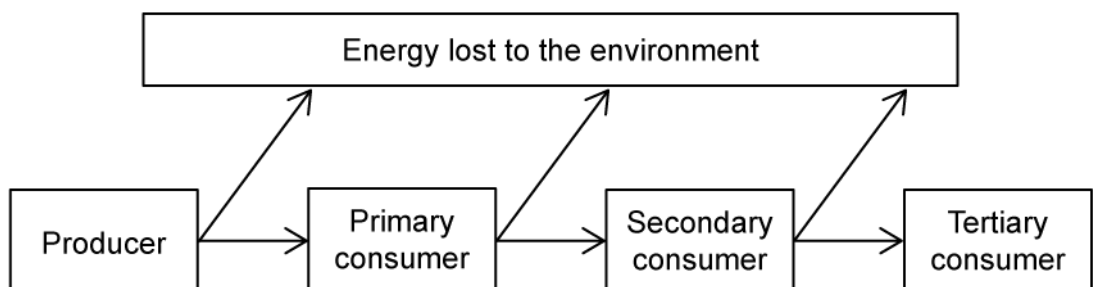 Energy lost to the environment
Producer
Primary
consumer
Secondary
consumer
Tertiary
consumer